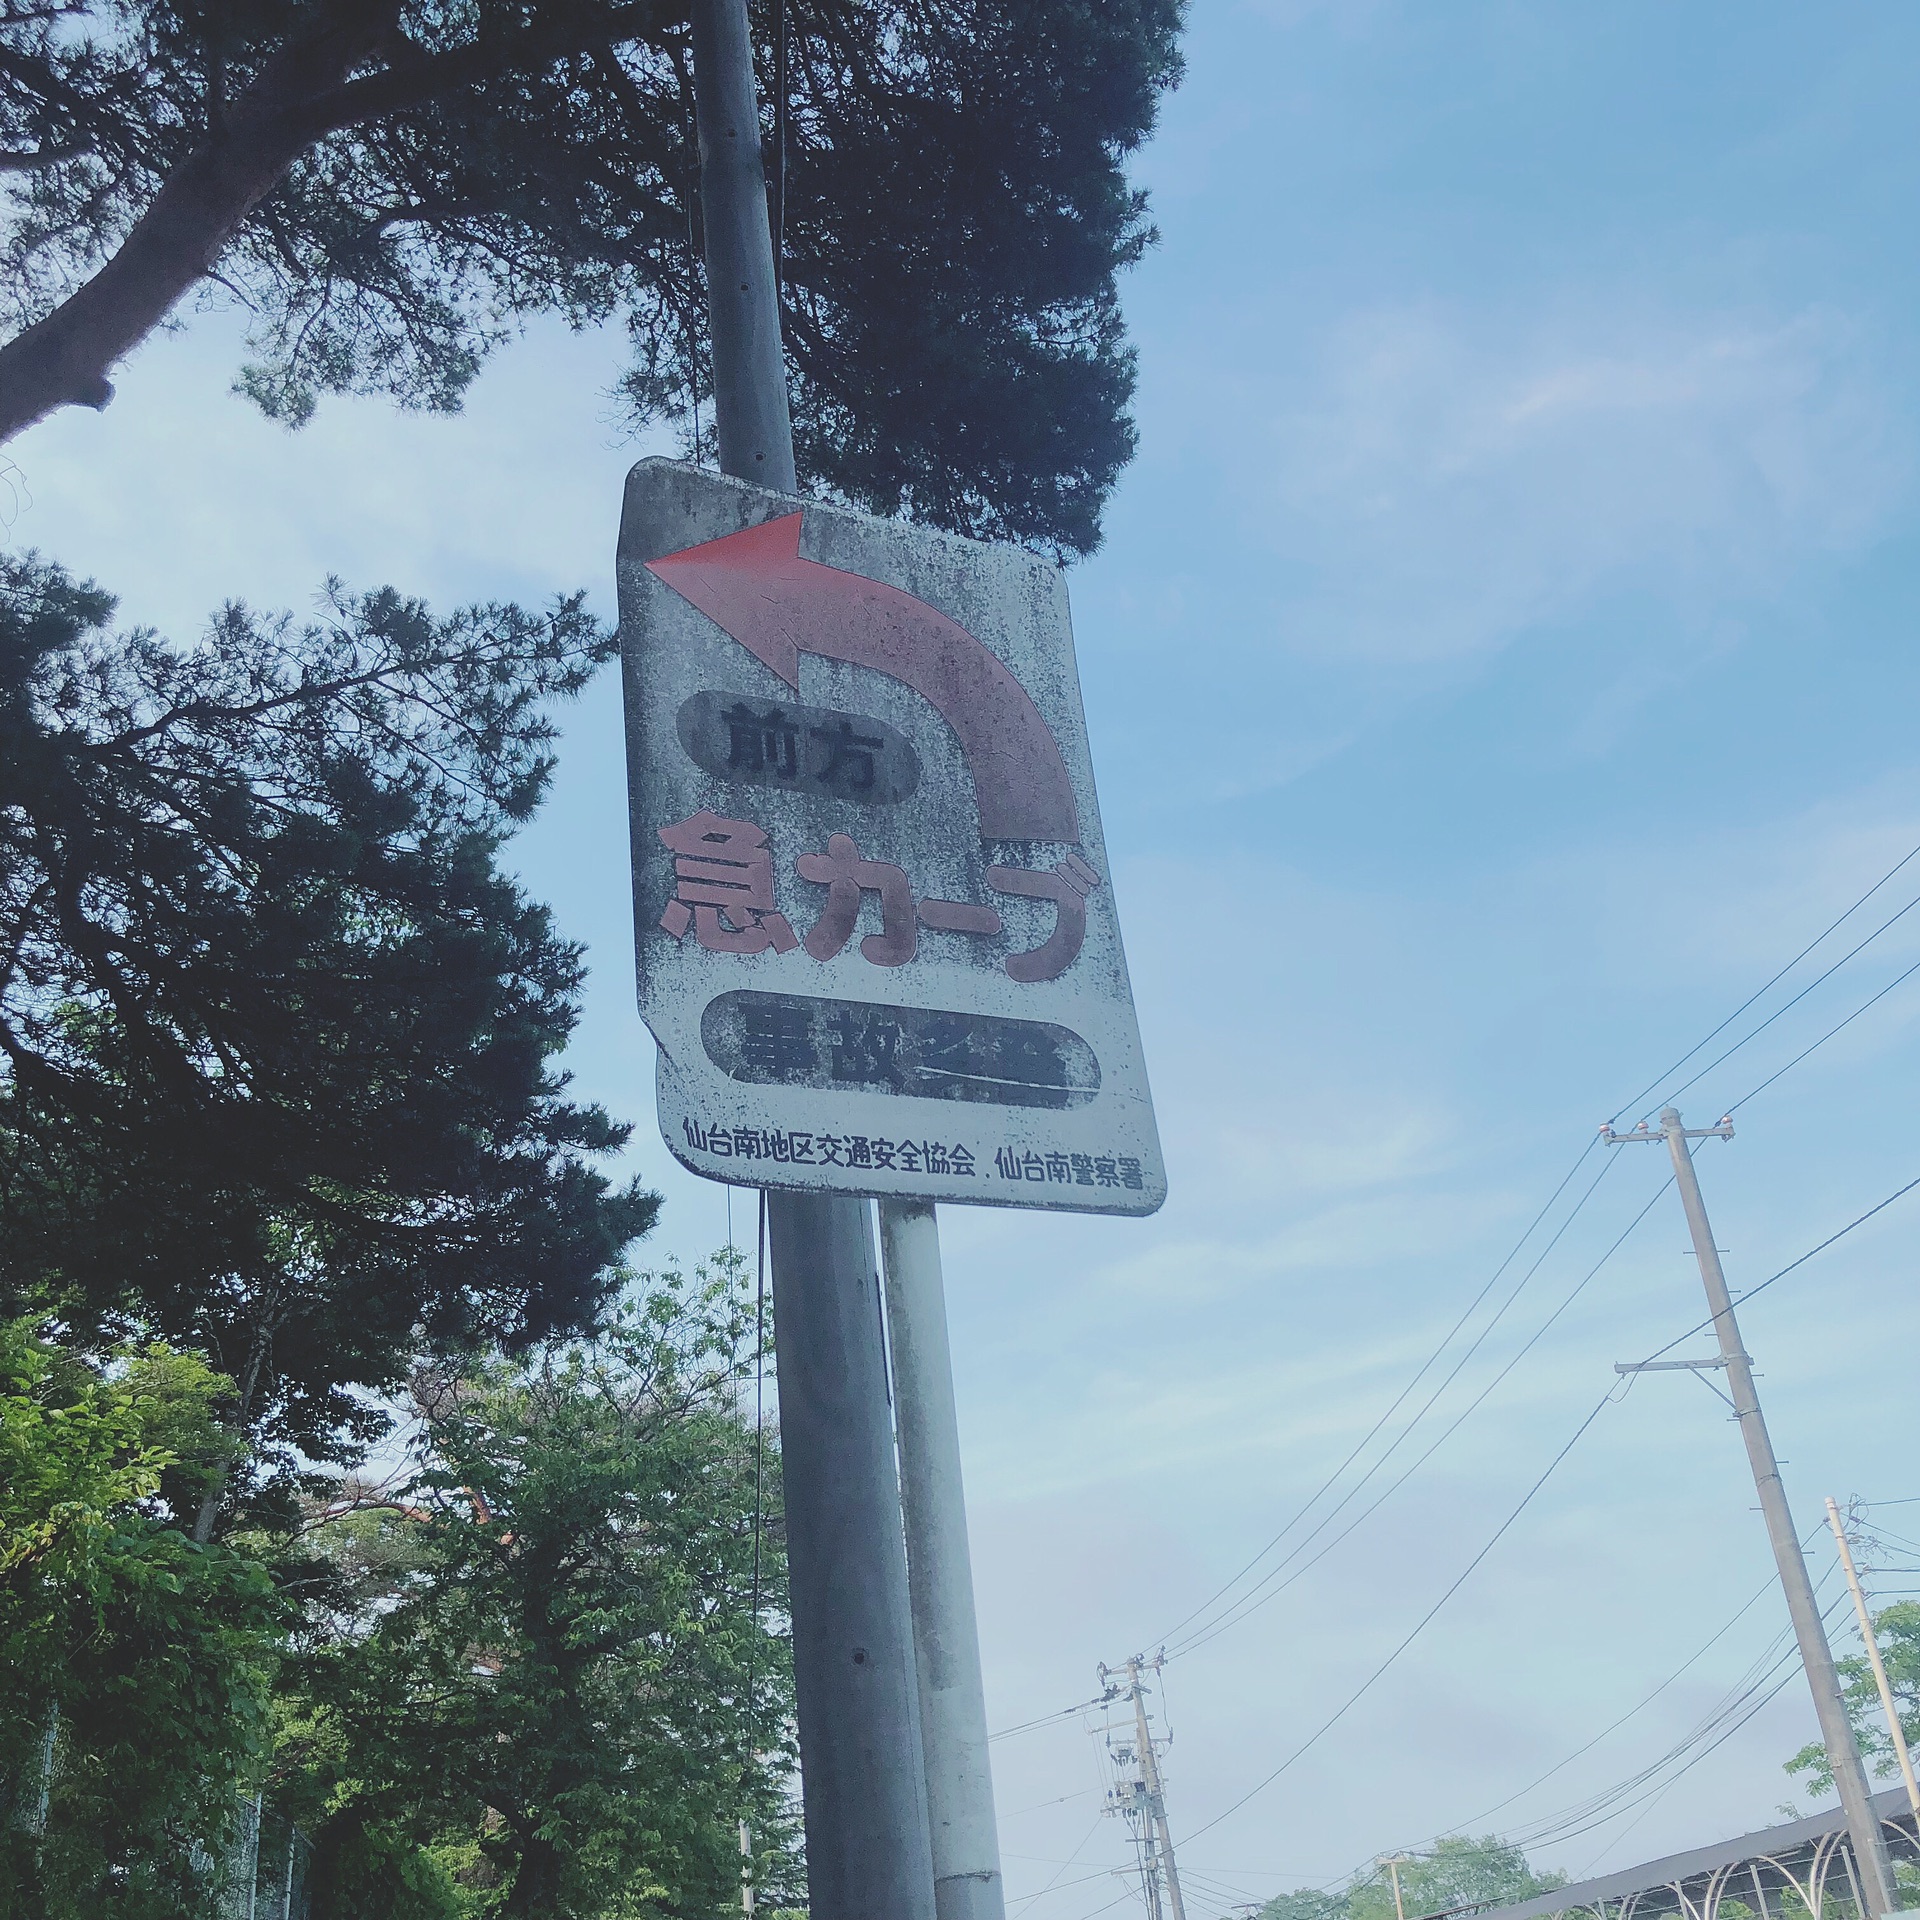 前方
急カーブ
事故多発
仙台南地区交通安全協会．仙台南警察署